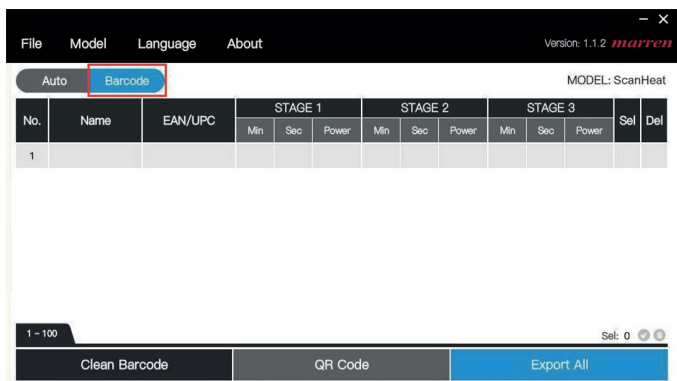 File Model Language About Version: 1.1.2 marren
Auto Barcode MODEL: ScanHeat
No. Name EAN/UPC STAGE 1 STAGE 2 STAGE 3 Sel Del
Min Sec Power Min Sec Power Min Sec Power
1
1 ~ 100 Sel: 0
Clean Barcode QR Code Export All